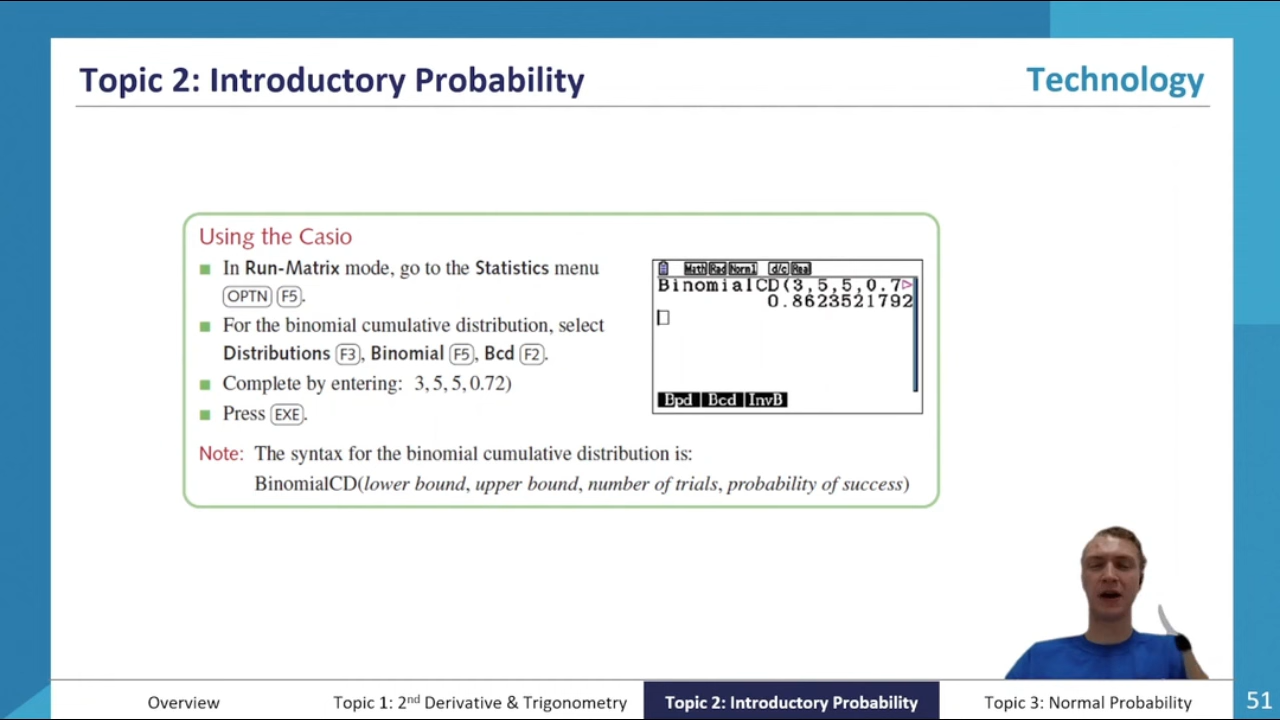 Topic 2: Introductory Probability
Technology
Using the Casio
■ In Run-Matrix mode, go to the Statistics menu
OPTN F5.
■ For the binomial cumulative distribution, select
Distributions F3, Binomial F5, Bcd F2.
■ Complete by entering: 3, 5, 5, 0.72)
■ Press EXE.
Note: The syntax for the binomial cumulative distribution is:
BinomialCD(lower bound, upper bound, number of trials, probability of success)
Math Rad Norm1 d/c Real
BinomialCD(3,5,5,0.7
0.8623521792
Bpd Bcd InvB
Overview
Topic 1: 2nd Derivative & Trigonometry
Topic 2: Introductory Probability
Topic 3: Normal Probability
51